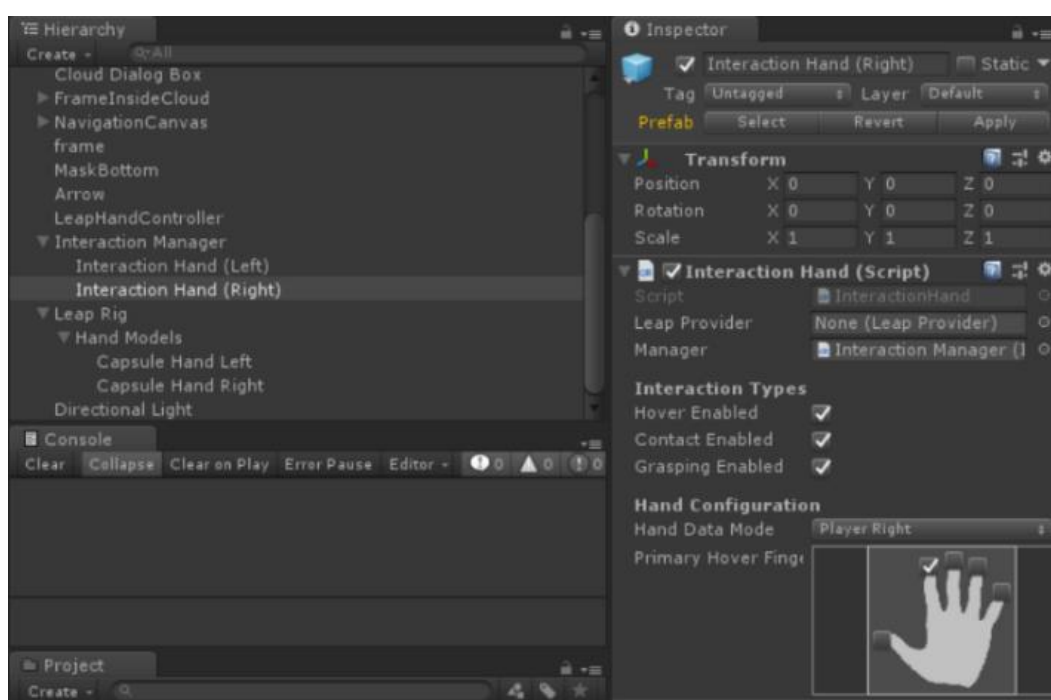 Hierarchy
Create
All
Cloud Dialog Box
FrameInsideCloud
NavigationCanvas
frame
MaskBottom
Arrow
LeapHandController
Interaction Manager
Interaction Hand (Left)
Interaction Hand (Right)
Leap Rig
Hand Models
Capsule Hand Left
Capsule Hand Right
Directional Light
Console
Clear Collapse Clear on Play Error Pause Editor 0 0 0
Project
Create
Inspector
Interaction Hand (Right) Static
Tag Untagged Layer Default
Prefab Select Revert Apply
Transform
Position X 0 Y 0 Z 0
Rotation X 0 Y 0 Z 0
Scale X 1 Y 1 Z 1
Interaction Hand (Script)
Script InteractionHand
Leap Provider None (Leap Provider)
Manager Interaction Manager (I
Interaction Types
Hover Enabled
Contact Enabled
Grasping Enabled
Hand Configuration
Hand Data Mode Player Right
Primary Hover Finge